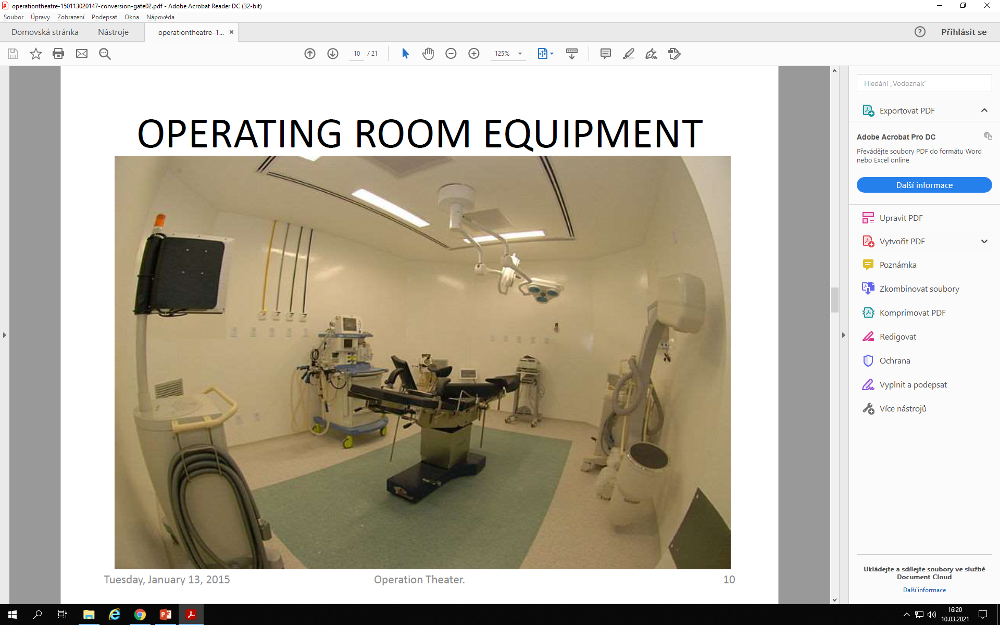 operationtheatre-150113020147-conversion-gate02.pdf - Adobe Acrobat Reader DC (32-bit)
Soubor Úpravy Zobrazení Podepsat Okna Nápověda
Domovská stránka Nástroje operationtheatre-1... × Přihlásit se
10 / 21 125%
OPERATING ROOM EQUIPMENT
Tuesday, January 13, 2015 Operation Theater. 10
Hledání „Vodoznak“
Exportovat PDF
Adobe Acrobat Pro DC
Převádějte soubory PDF do formátu Word
nebo Excel online
Další informace
Upravit PDF
Vytvořit PDF
Poznámka
Zkombinovat soubory
Komprimovat PDF
Redigovat
Ochrana
Vyplnit a podepsat
Více nástrojů
Ukládejte a sdílejte soubory ve službě
Document Cloud
Další informace
16:20
10.03.2021